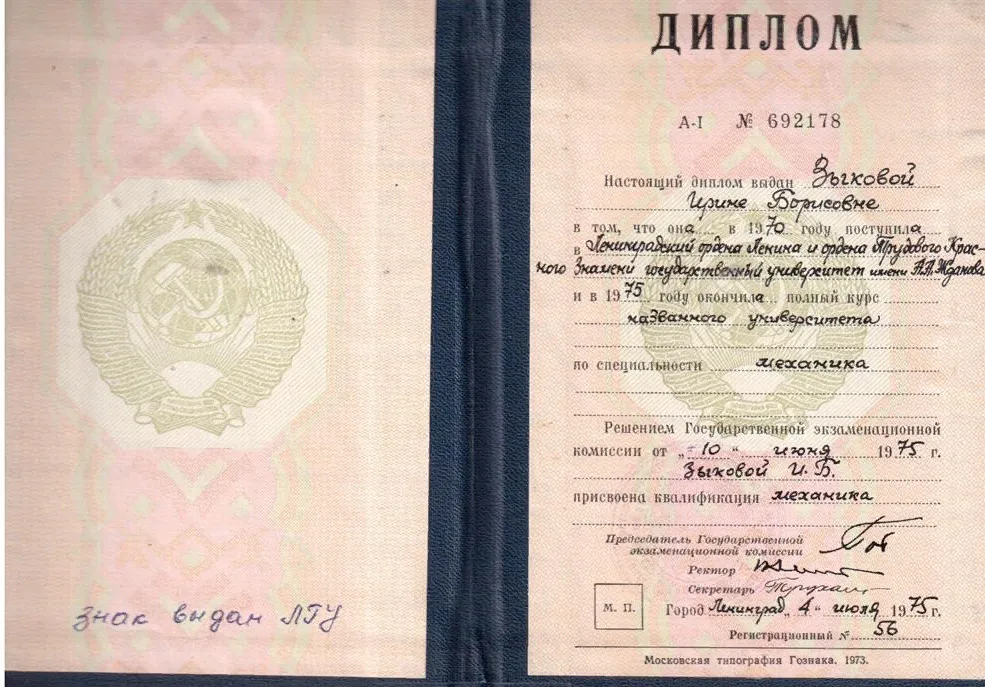 знак выдан ЛГУ
ДИПЛОМ
А-I № 692178
Настоящий диплом выдан Зыковой
Ирине Борисовне
в том, что она в 1970 году поступила
в Ленинградский ордена Ленина и ордена Трудового Крас-
ного Знамени государственный университет имени А.А. Жданова
и в 1975 году окончила полный курс
названного университета
по специальности механика
Решением Государственной экзаменационной
комиссии от „10“ июня 1975 г.
Зыковой И.Б.
присвоена квалификация механика
Председатель Государственной
экзаменационной комиссии
Ректор
Секретарь
М. П. Город Ленинград „4“ июля 1975 г.
Регистрационный № 56
Московская типография Гознака. 1973.